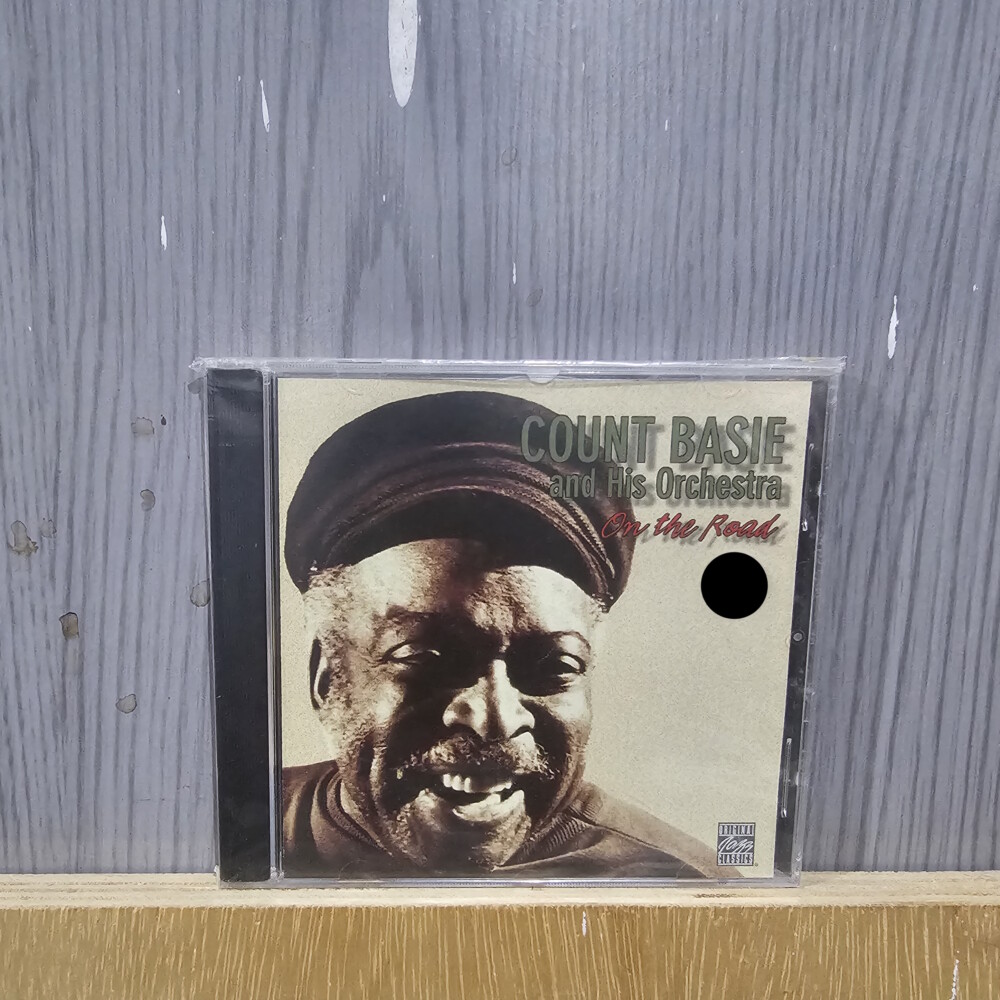 COUNT BASIE
and His Orchestra
On the Road
ORIGINAL
Jazz
CLASSICS